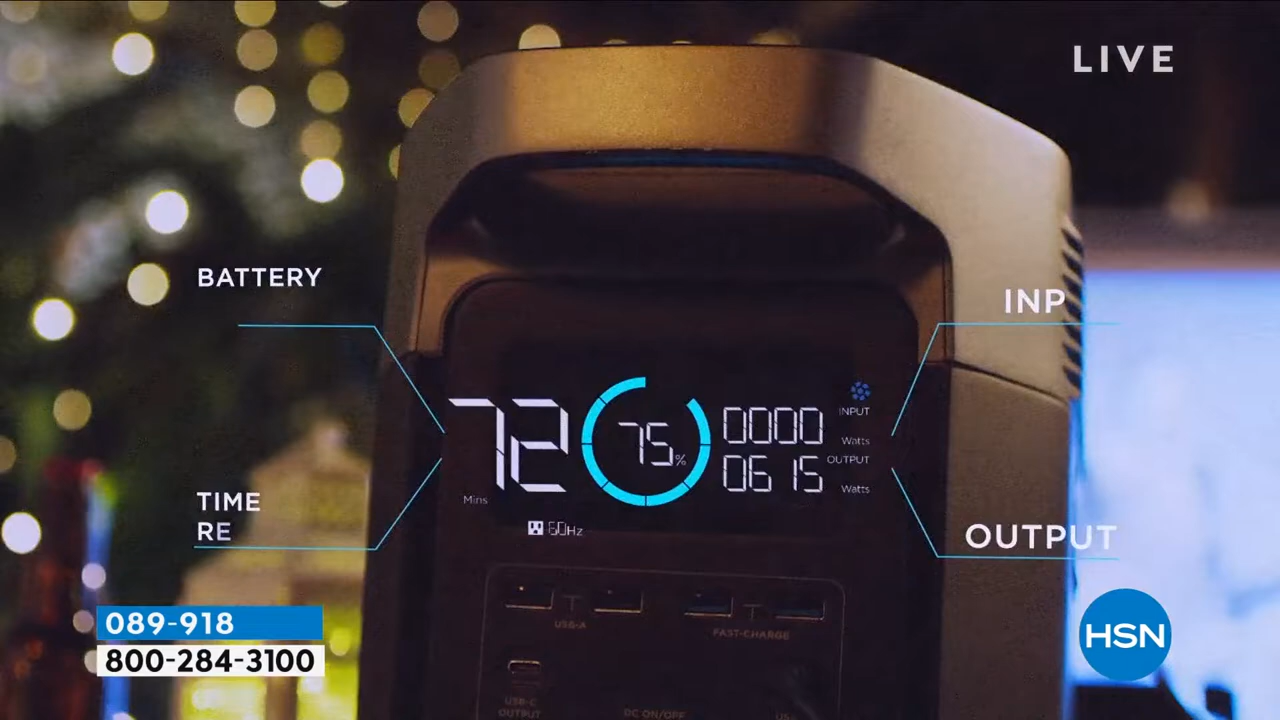 LIVE
BATTERY
INP
72
Mins
75%
0000
INPUT
Watts
0615
OUTPUT
Watts
60Hz
TIME
RE
OUTPUT
USB-A
FAST-CHARGE
USB-C
OUTPUT
DC ON/OFF
USB
089-918
800-284-3100
HSN